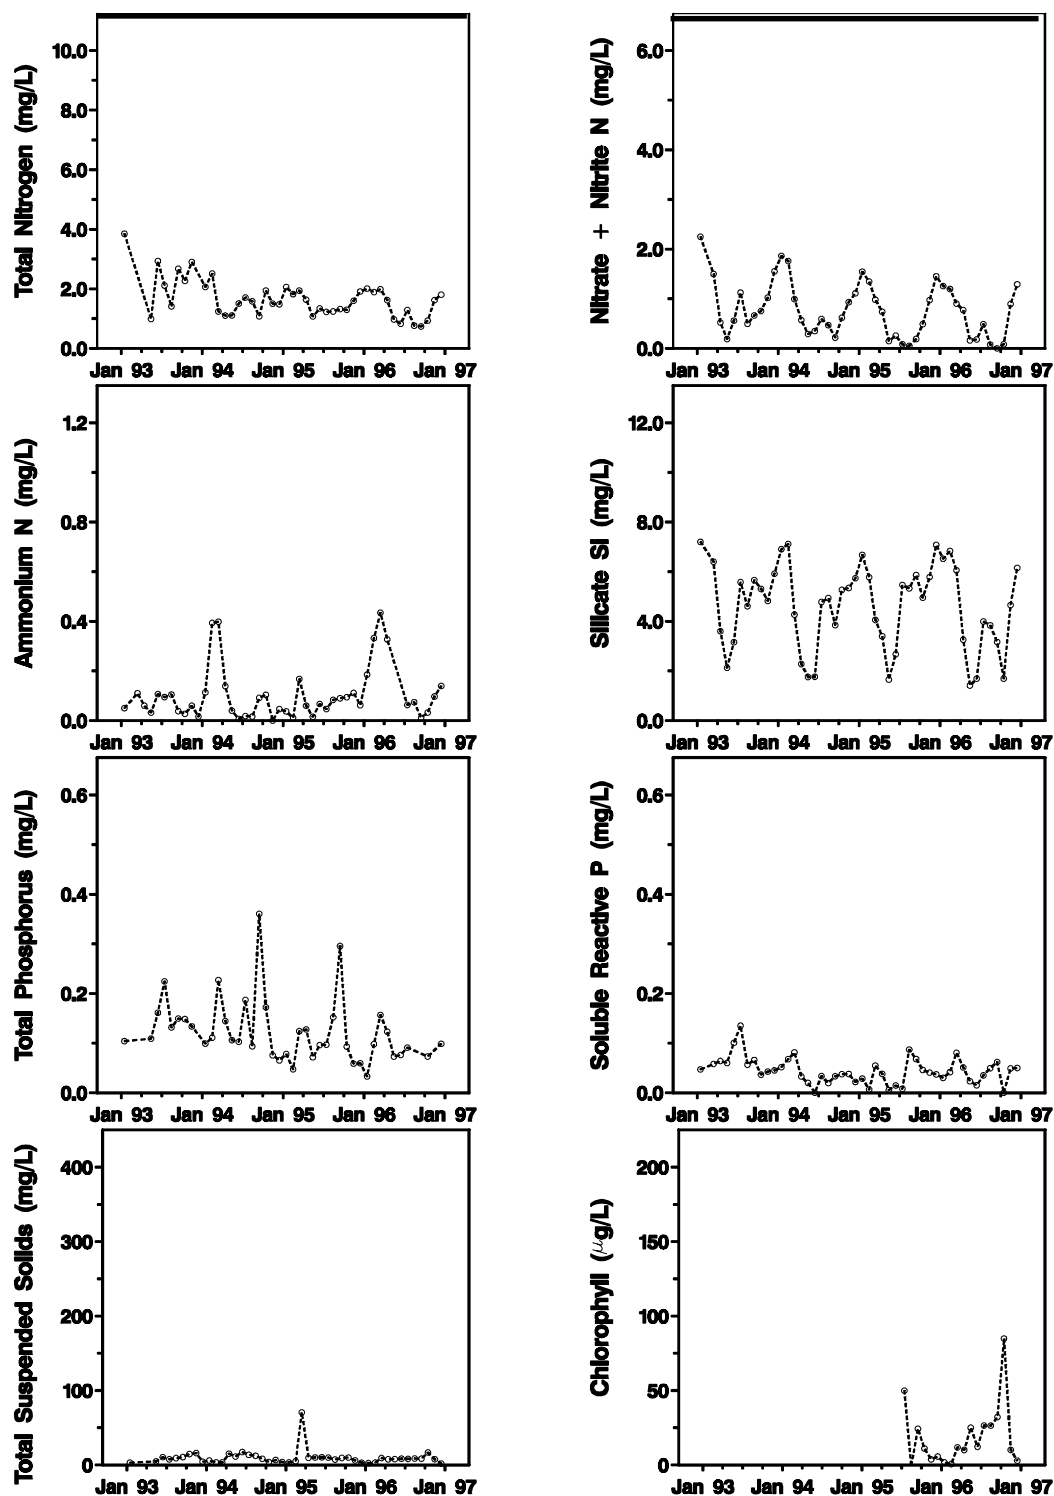 Total Nitrogen (mg/L)
10.0
8.0
6.0
4.0
2.0
0.0
Jan 93 Jan 94 Jan 95 Jan 96 Jan 97
Nitrate + Nitrite N (mg/L)
6.0
4.0
2.0
0.0
Jan 93 Jan 94 Jan 95 Jan 96 Jan 97
Ammonium N (mg/L)
1.2
0.8
0.4
0.0
Jan 93 Jan 94 Jan 95 Jan 96 Jan 97
Silicate Si (mg/L)
12.0
8.0
4.0
0.0
Jan 93 Jan 94 Jan 95 Jan 96 Jan 97
Total Phosphorus (mg/L)
0.6
0.4
0.2
0.0
Jan 93 Jan 94 Jan 95 Jan 96 Jan 97
Soluble Reactive P (mg/L)
0.6
0.4
0.2
0.0
Jan 93 Jan 94 Jan 95 Jan 96 Jan 97
Total Suspended Solids (mg/L)
400
300
200
100
0
Jan 93 Jan 94 Jan 95 Jan 96 Jan 97
Chlorophyll (μg/L)
200
150
100
50
0
Jan 93 Jan 94 Jan 95 Jan 96 Jan 97